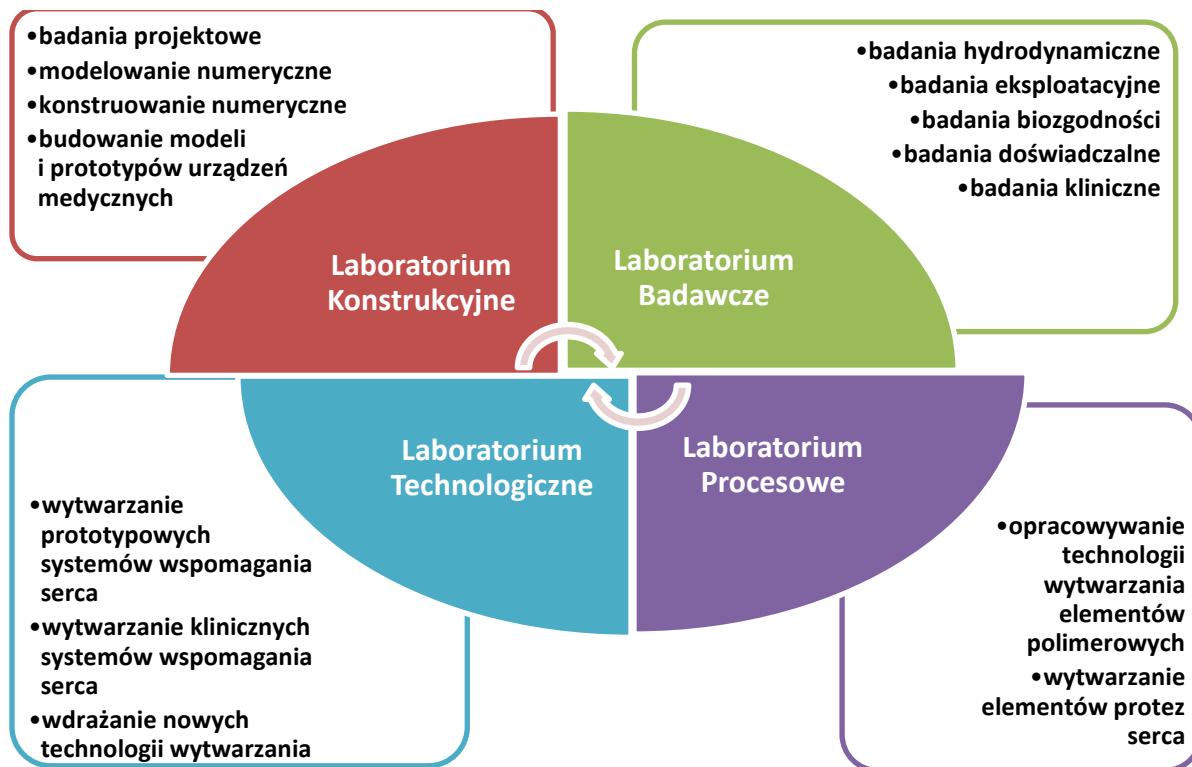 •badania projektowe
•modelowanie numeryczne
•konstruowanie numeryczne
•budowanie modeli
i prototypów urządzeń
medycznych
•badania hydrodynamiczne
•badania eksploatacyjne
•badania biozgodności
•badania doświadczalne
•badania kliniczne
Laboratorium
Konstrukcyjne
Laboratorium
Badawcze
Laboratorium
Technologiczne
Laboratorium
Procesowe
•wytwarzanie
prototypowych
systemów wspomagania
serca
•wytwarzanie klinicznych
systemów wspomagania
serca
•wdrażanie nowych
technologii wytwarzania
•opracowywanie
technologii
wytwarzania
elementów
polimerowych
•wytwarzanie
elementów protez
serca